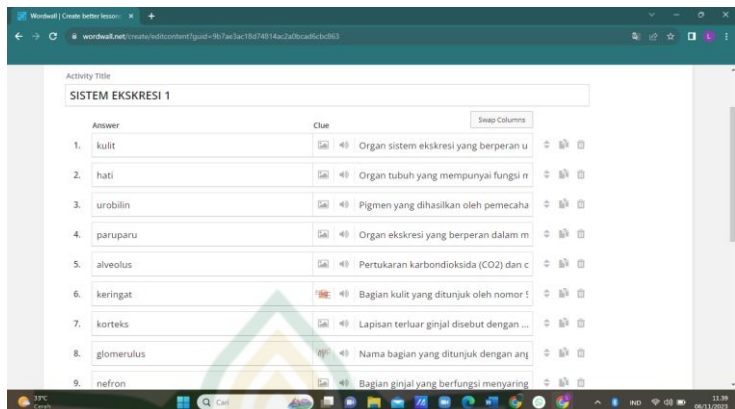 Wordwall | Create better lesson
wordwall.net/create/editcontent?guid=9b7ae3ac18d74814ac2a0bcad6cbc863
Activity Title
SISTEM EKSKRESI 1
Answer Clue Swap Columns
1. kulit Organ sistem ekskresi yang berperan u
2. hati Organ tubuh yang mempunyai fungsi m
3. urobilin Pigmen yang dihasilkan oleh pemecaha
4. paruparu Organ ekskresi yang berperan dalam m
5. alveolus Pertukaran karbondioksida (CO2) dan c
6. keringat Bagian kulit yang ditunjuk oleh nomor 5
7. korteks Lapisan terluar ginjal disebut dengan ...
8. glomerulus Nama bagian yang ditunjuk dengan ang
9. nefron Bagian ginjal yang berfungsi menyaring
33°C
Cerah
Cari
IND
11.39
06/11/2023